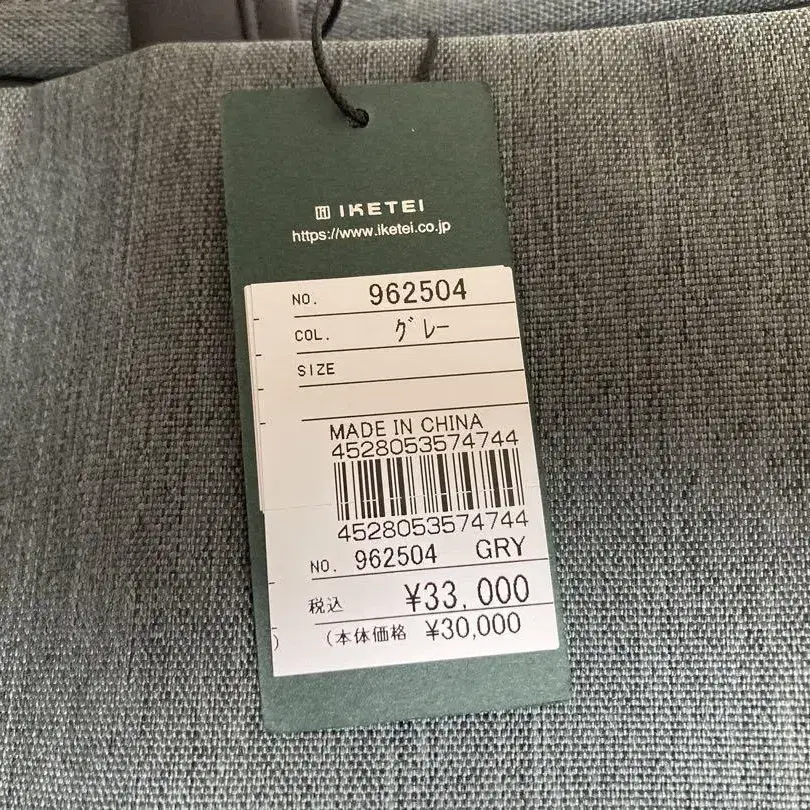 IKETEI
https://www.iketei.co.jp
NO. 962504
COL. グレー
SIZE
MADE IN CHINA
4528053574744
4528053574744
NO. 962504 GRY
税込 ¥33,000
(本体価格 ¥30,000
)